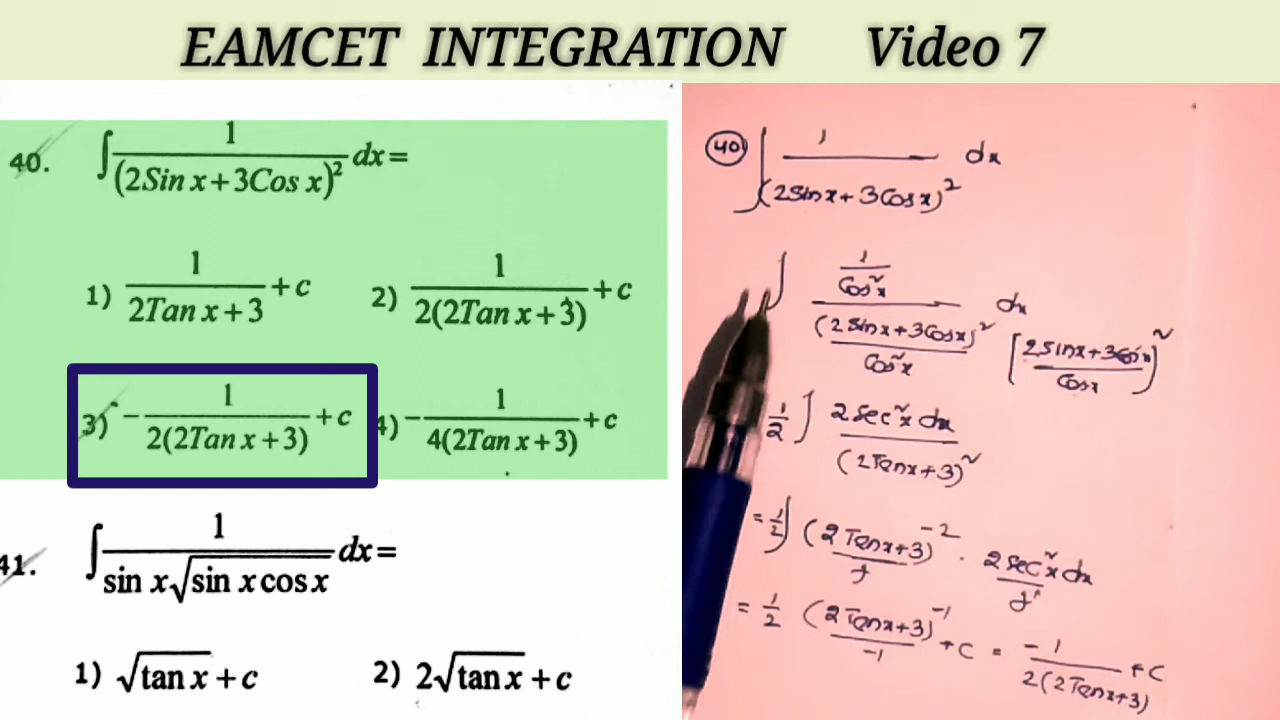 EAMCET INTEGRATION Video 7
40. ∫ 1/(2Sin x+3Cos x)² dx=
1) 1/(2Tan x+3) +c 2) 1/(2(2Tan x+3)) +c
3) - 1/(2(2Tan x+3)) +c 4) - 1/(4(2Tan x+3)) +c
41. ∫ 1/(sin x√(sin x cos x)) dx=
1) √(tan x) +c 2) 2√(tan x) +c
40 ∫ 1/(2Sinx+3Cosx)² dx
∫ (1/Cos²x)/((2Sinx+3Cosx)²/Cos²x) dx [(2Sinx+3Cosx)/Cosx]²
1/2 ∫ 2Sec²x dx/(2Tanx+3)²
= 1/2 ∫ (2Tanx+3)⁻² · 2Sec²x dx
f f'
= 1/2 (2Tanx+3)⁻¹/-1 +C = -1/(2(2Tanx+3)) +C